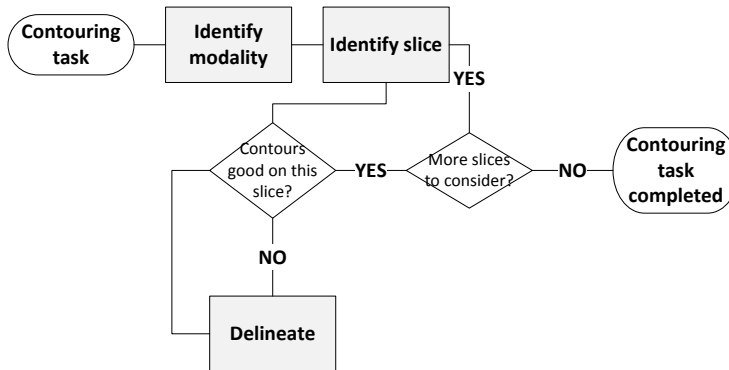 Contouring
task
Identify
modality
Identify slice
YES
Contours
good on this
slice?
YES
More slices
to consider?
NO
Contouring
task
completed
NO
Delineate